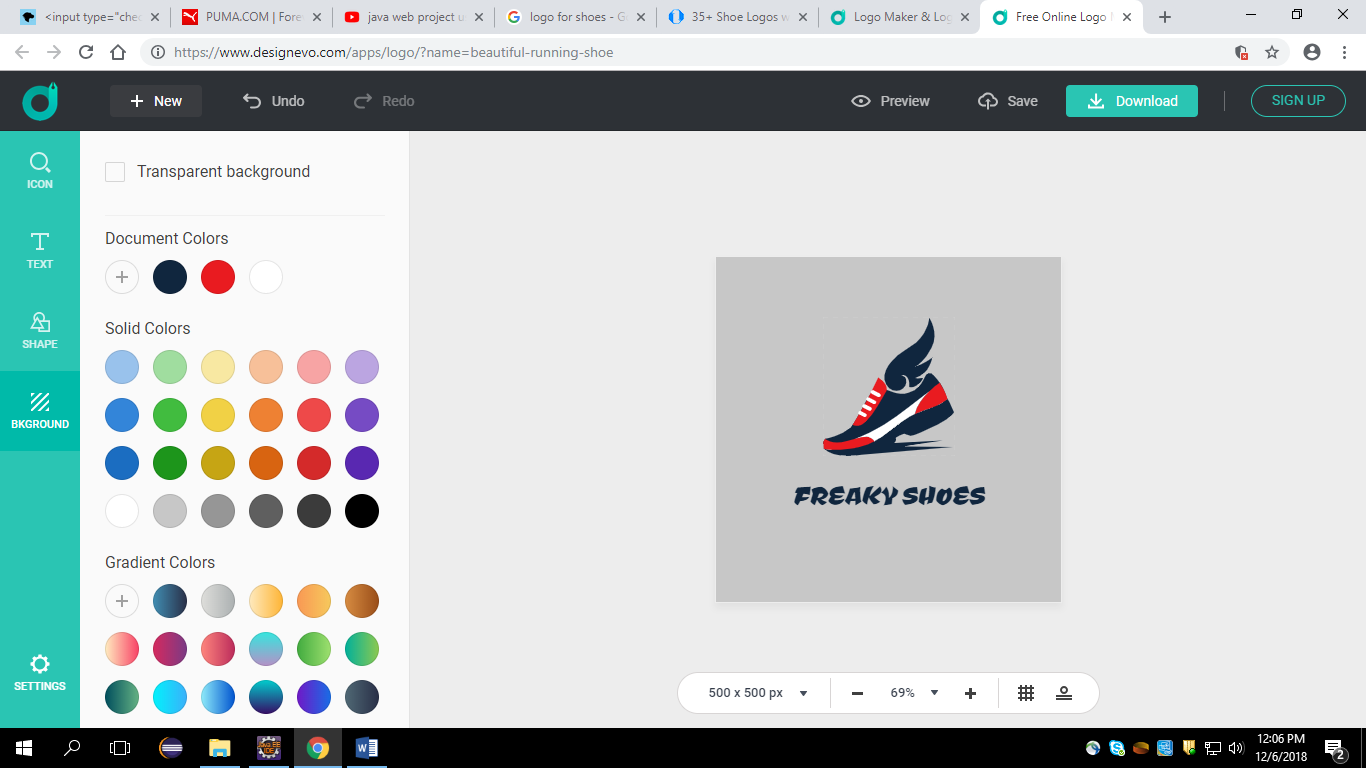 <input type="chec
PUMA.COM | Fore
java web project u
logo for shoes - G
35+ Shoe Logos w
Logo Maker & Log
Free Online Logo
https://www.designevo.com/apps/logo/?name=beautiful-running-shoe
New
Undo
Redo
Preview
Save
Download
SIGN UP
ICON
TEXT
SHAPE
BKGROUND
SETTINGS
Transparent background
Document Colors
Solid Colors
Gradient Colors
FREAKY SHOES
500 x 500 px
69%
12:06 PM
12/6/2018
2